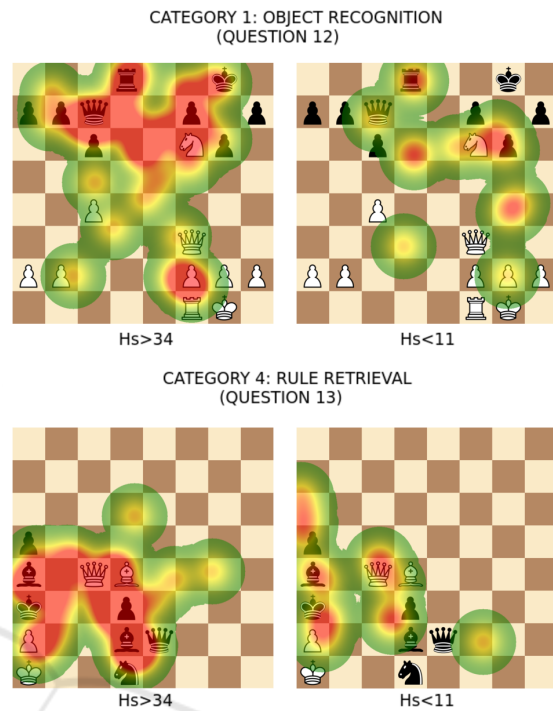 CATEGORY 1: OBJECT RECOGNITION
(QUESTION 12)
Hs>34
Hs<11
CATEGORY 4: RULE RETRIEVAL
(QUESTION 13)
Hs>34
Hs<11